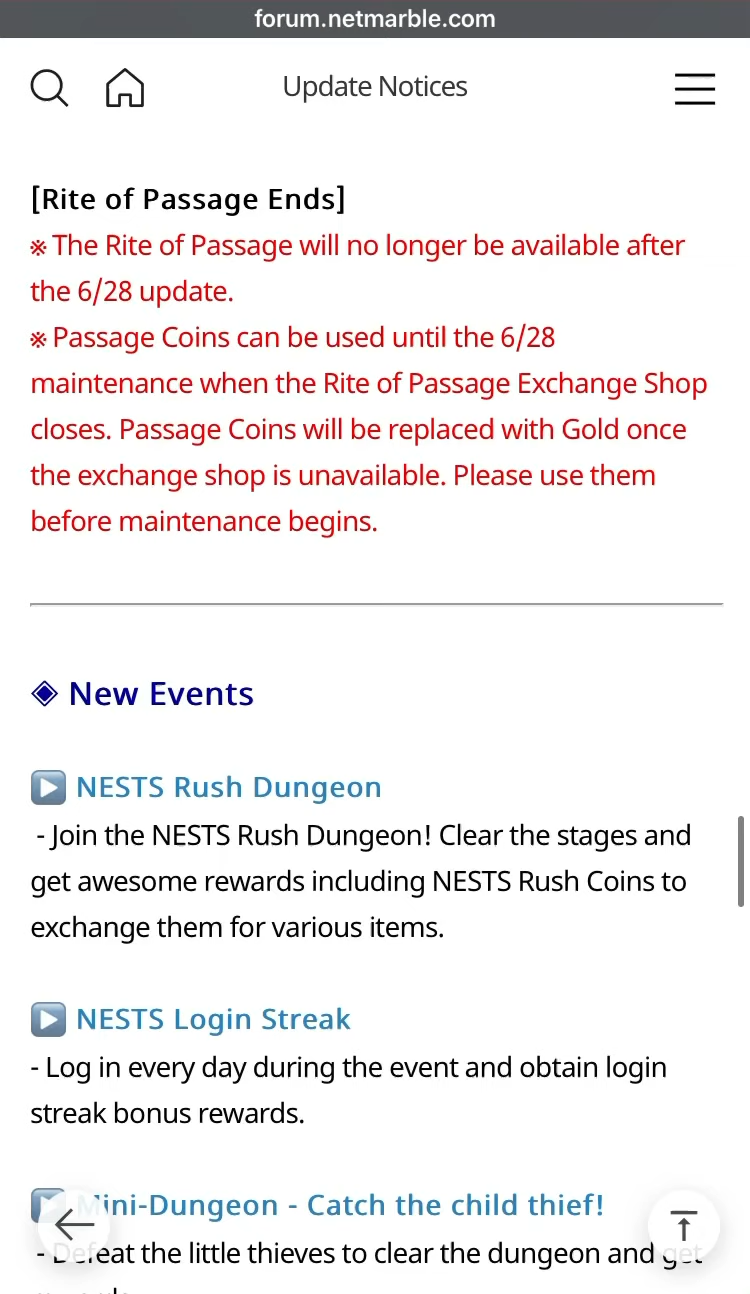 forum.netmarble.com
Update Notices
[Rite of Passage Ends]
※ The Rite of Passage will no longer be available after
the 6/28 update.
※ Passage Coins can be used until the 6/28
maintenance when the Rite of Passage Exchange Shop
closes. Passage Coins will be replaced with Gold once
the exchange shop is unavailable. Please use them
before maintenance begins.
◈ New Events
▶️ NESTS Rush Dungeon
- Join the NESTS Rush Dungeon! Clear the stages and
get awesome rewards including NESTS Rush Coins to
exchange them for various items.
▶️ NESTS Login Streak
- Log in every day during the event and obtain login
streak bonus rewards.
▶️ Mini-Dungeon - Catch the child thief!
- Defeat the little thieves to clear the dungeon and get